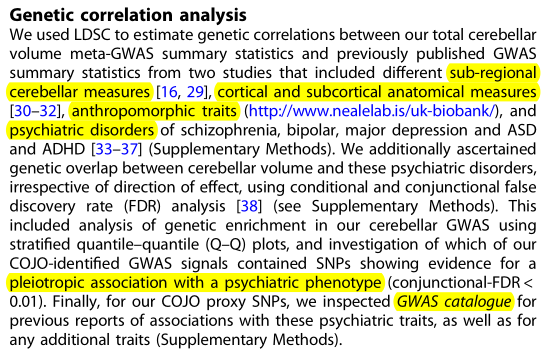 Genetic correlation analysis
We used LDSC to estimate genetic correlations between our total cerebellar
volume meta-GWAS summary statistics and previously published GWAS
summary statistics from two studies that included different sub-regional
cerebellar measures [16, 29], cortical and subcortical anatomical measures
[30–32], anthropomorphic traits (http://www.nealelab.is/uk-biobank/), and
psychiatric disorders of schizophrenia, bipolar, major depression and ASD
and ADHD [33–37] (Supplementary Methods). We additionally ascertained
genetic overlap between cerebellar volume and these psychiatric disorders,
irrespective of direction of effect, using conditional and conjunctional false
discovery rate (FDR) analysis [38] (see Supplementary Methods). This
included analysis of genetic enrichment in our cerebellar GWAS using
stratified quantile–quantile (Q–Q) plots, and investigation of which of our
COJO-identified GWAS signals contained SNPs showing evidence for a
pleiotropic association with a psychiatric phenotype (conjunctional-FDR <
0.01). Finally, for our COJO proxy SNPs, we inspected GWAS catalogue for
previous reports of associations with these psychiatric traits, as well as for
any additional traits (Supplementary Methods).